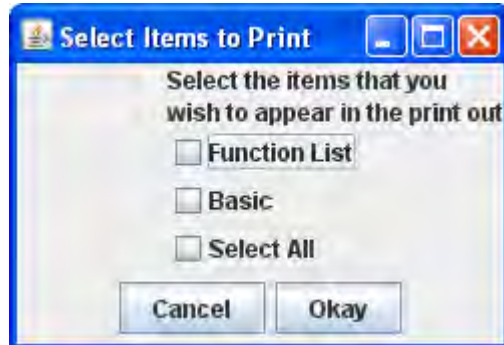 Select Items to Print
Select the items that you
wish to appear in the print out
Function List
Basic
Select All
Cancel Okay